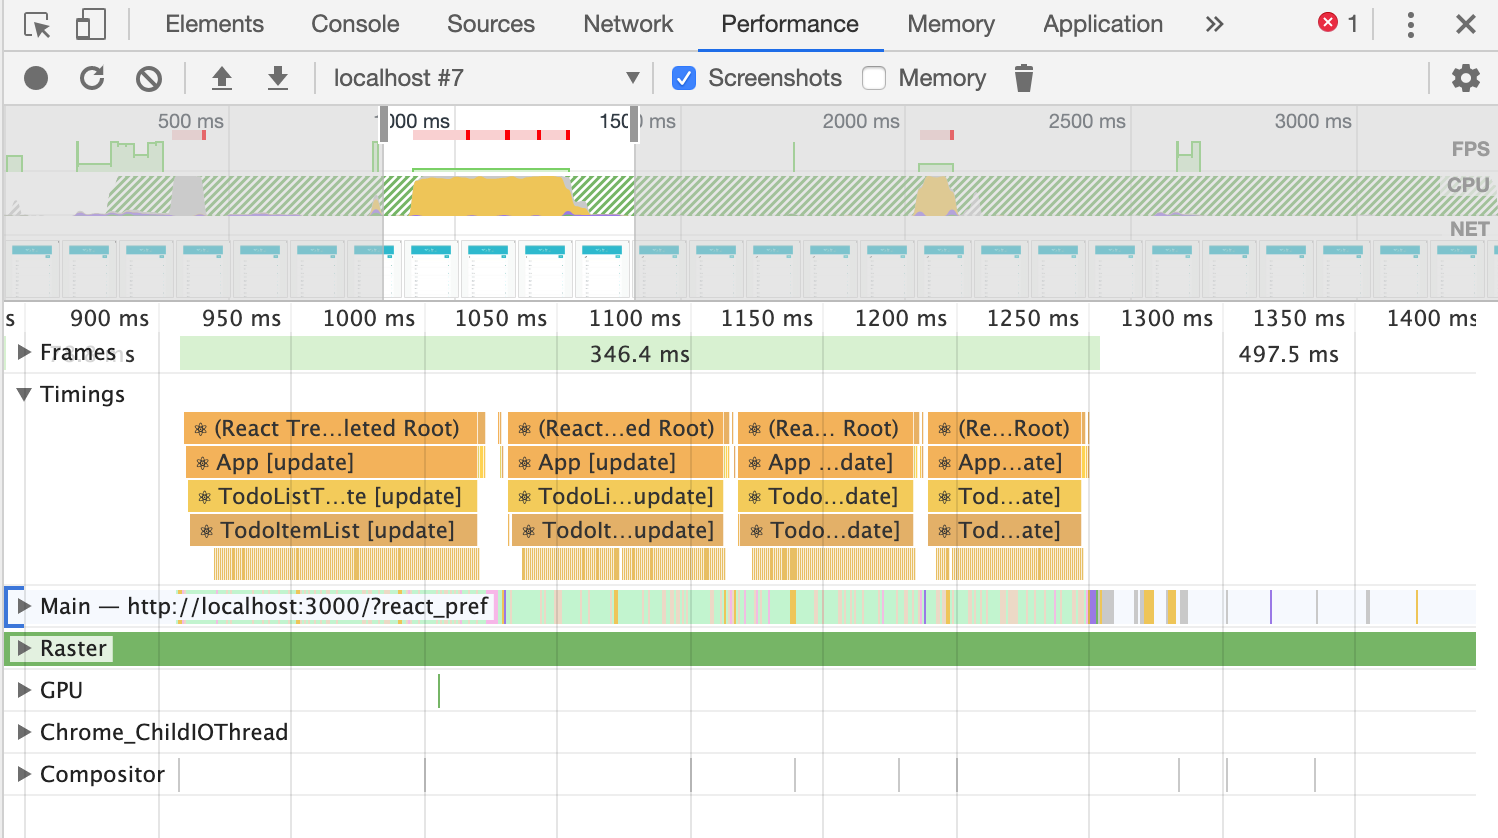 Elements Console Sources Network Performance Memory Application » 1
localhost #7 Screenshots Memory
500 ms 1000 ms 1500 ms 2000 ms 2500 ms 3000 ms
FPS
CPU
NET
s 900 ms 950 ms 1000 ms 1050 ms 1100 ms 1150 ms 1200 ms 1250 ms 1300 ms 1350 ms 1400 ms
Frames s 346.4 ms 497.5 ms
Timings
(React Tre…leted Root) (React…ed Root) (Rea… Root) (Re…Root)
App [update] App [update] App …date] App…ate]
TodoListT…te [update] TodoLi…update] Todo…date] Tod…ate]
TodoItemList [update] TodoIt…update] Todo…date] Tod…ate]
Main — http://localhost:3000/?react_pref
Raster
GPU
Chrome_ChildIOThread
Compositor